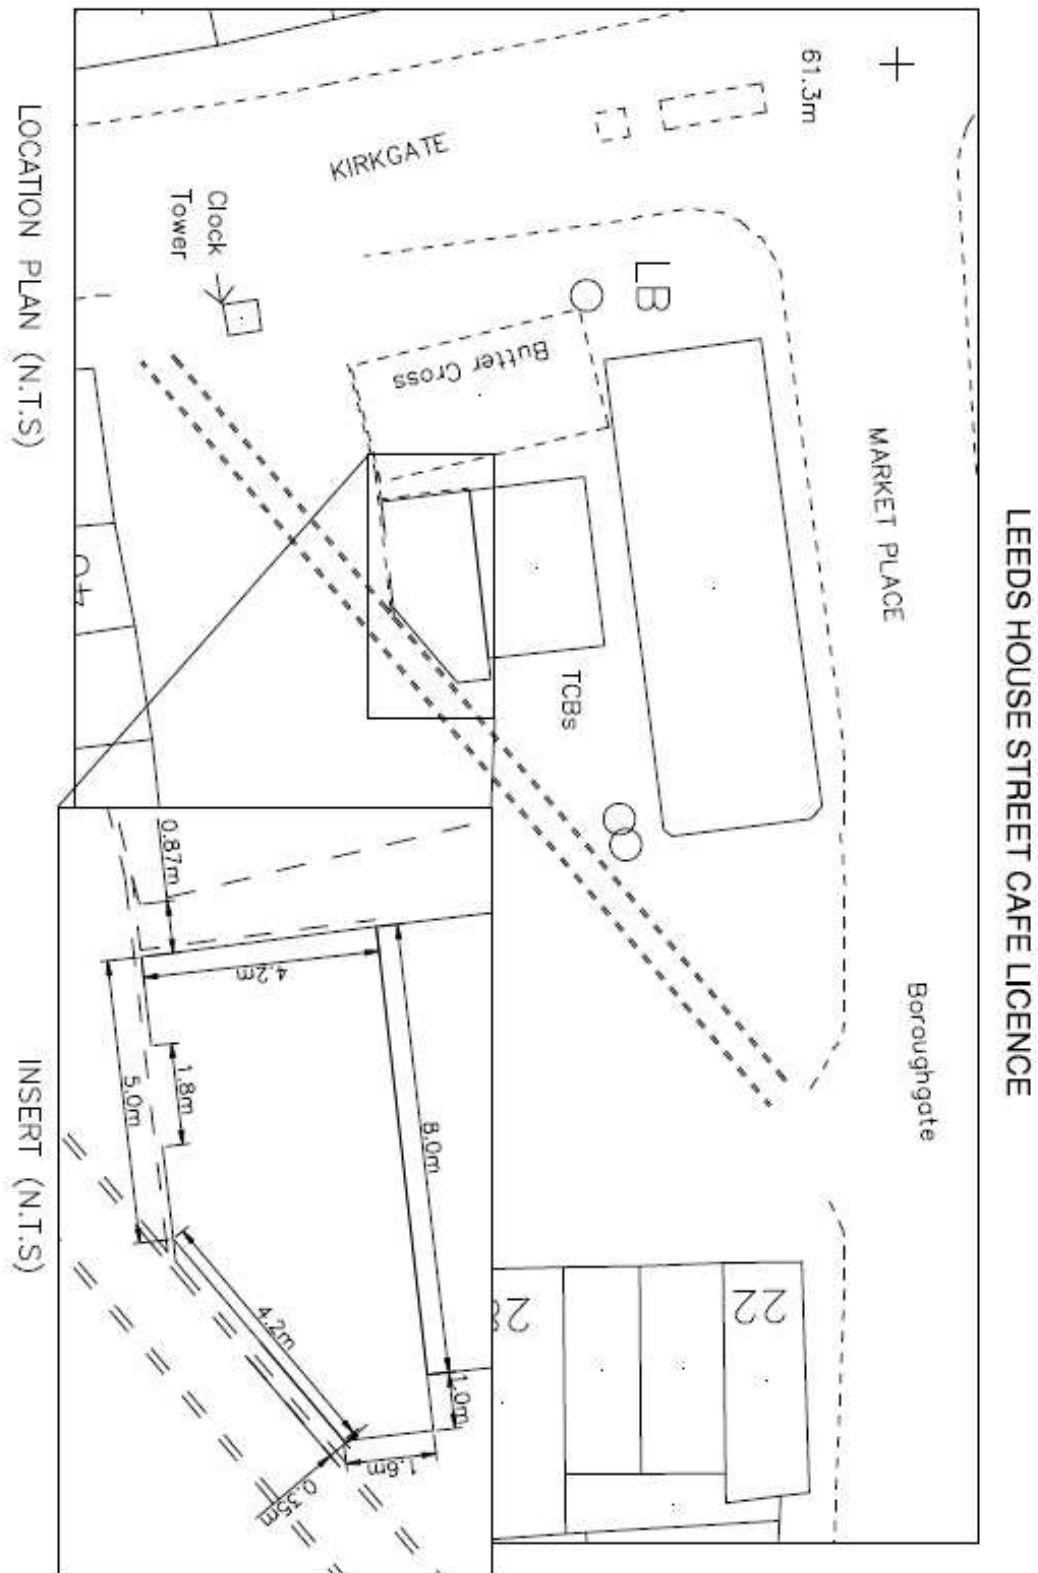 LEEDS HOUSE STREET CAFE LICENCE
61.3m
KIRKGATE
MARKET PLACE
Boroughgate
LB
Butter Cross
Clock
Tower
TCBs
22
40
LOCATION PLAN (N.T.S)
0.87m
4.2m
8.0m
1.8m
5.0m
4.2m
1.0m
1.6m
0.35m
INSERT (N.T.S)